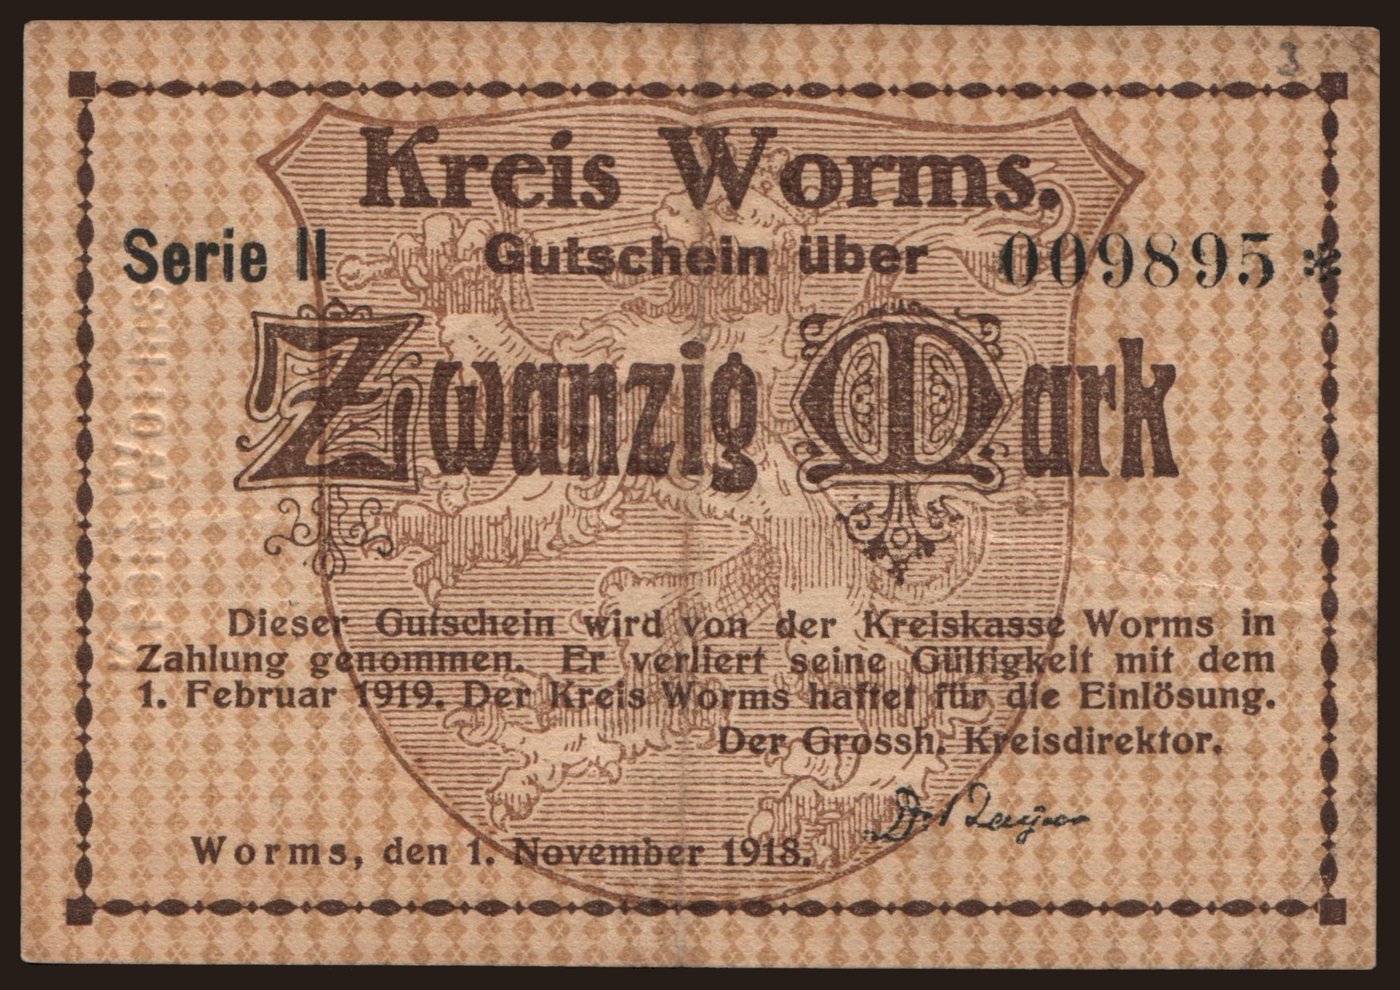 3
Kreis Worms.
Serie II Gutschein über 009895 *
Zwanzig Mark
Dieser Gutschein wird von der Kreiskasse Worms in
Zahlung genommen. Er verliert seine Gültigkeit mit dem
1. Februar 1919. Der Kreis Worms haftet für die Einlösung.
Der Grossh. Kreisdirektor.
Worms, den 1. November 1918.